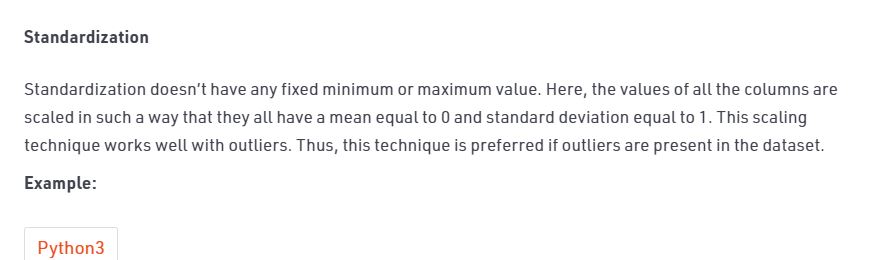 Standardization
Standardization doesn't have any fixed minimum or maximum value. Here, the values of all the columns are
scaled in such a way that they all have a mean equal to 0 and standard deviation equal to 1. This scaling
technique works well with outliers. Thus, this technique is preferred if outliers are present in the dataset.
Example:
Python3